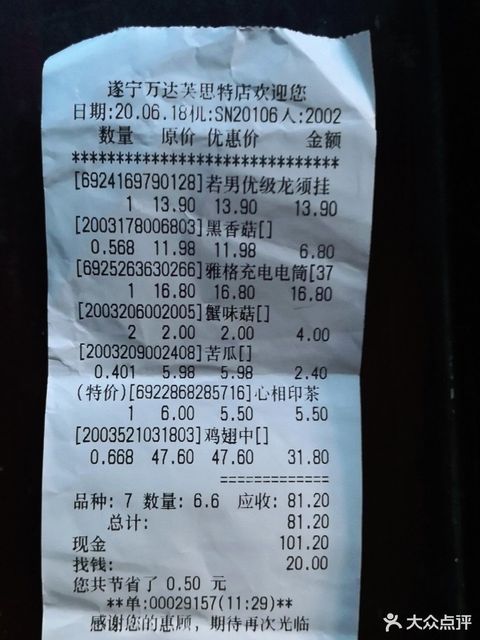 遂宁万达芙思特店欢迎您
日期:20.06.18机:SN20106人:2002
数量 原价 优惠价 金额
******************************
[6924169790128]若男优级龙须挂
1 13.90 13.90 13.90
[2003178006803]黑香菇[]
0.568 11.98 11.98 6.80
[6925263630266]雅格充电电筒[37
1 16.80 16.80 16.80
[2003206002005]蟹味菇[]
2 2.00 2.00 4.00
[2003209002408]苦瓜[]
0.401 5.98 5.98 2.40
(特价)[6922868285716]心相印茶
1 6.00 5.50 5.50
[2003521031803]鸡翅中[]
0.668 47.60 47.60 31.80
============
品种: 7 数量: 6.6 应收: 81.20
总计: 81.20
现金 101.20
找钱: 20.00
您共节省了 0.50 元
**单:00029157(11:29)**
感谢您的惠顾，期待再次光临
大众点评